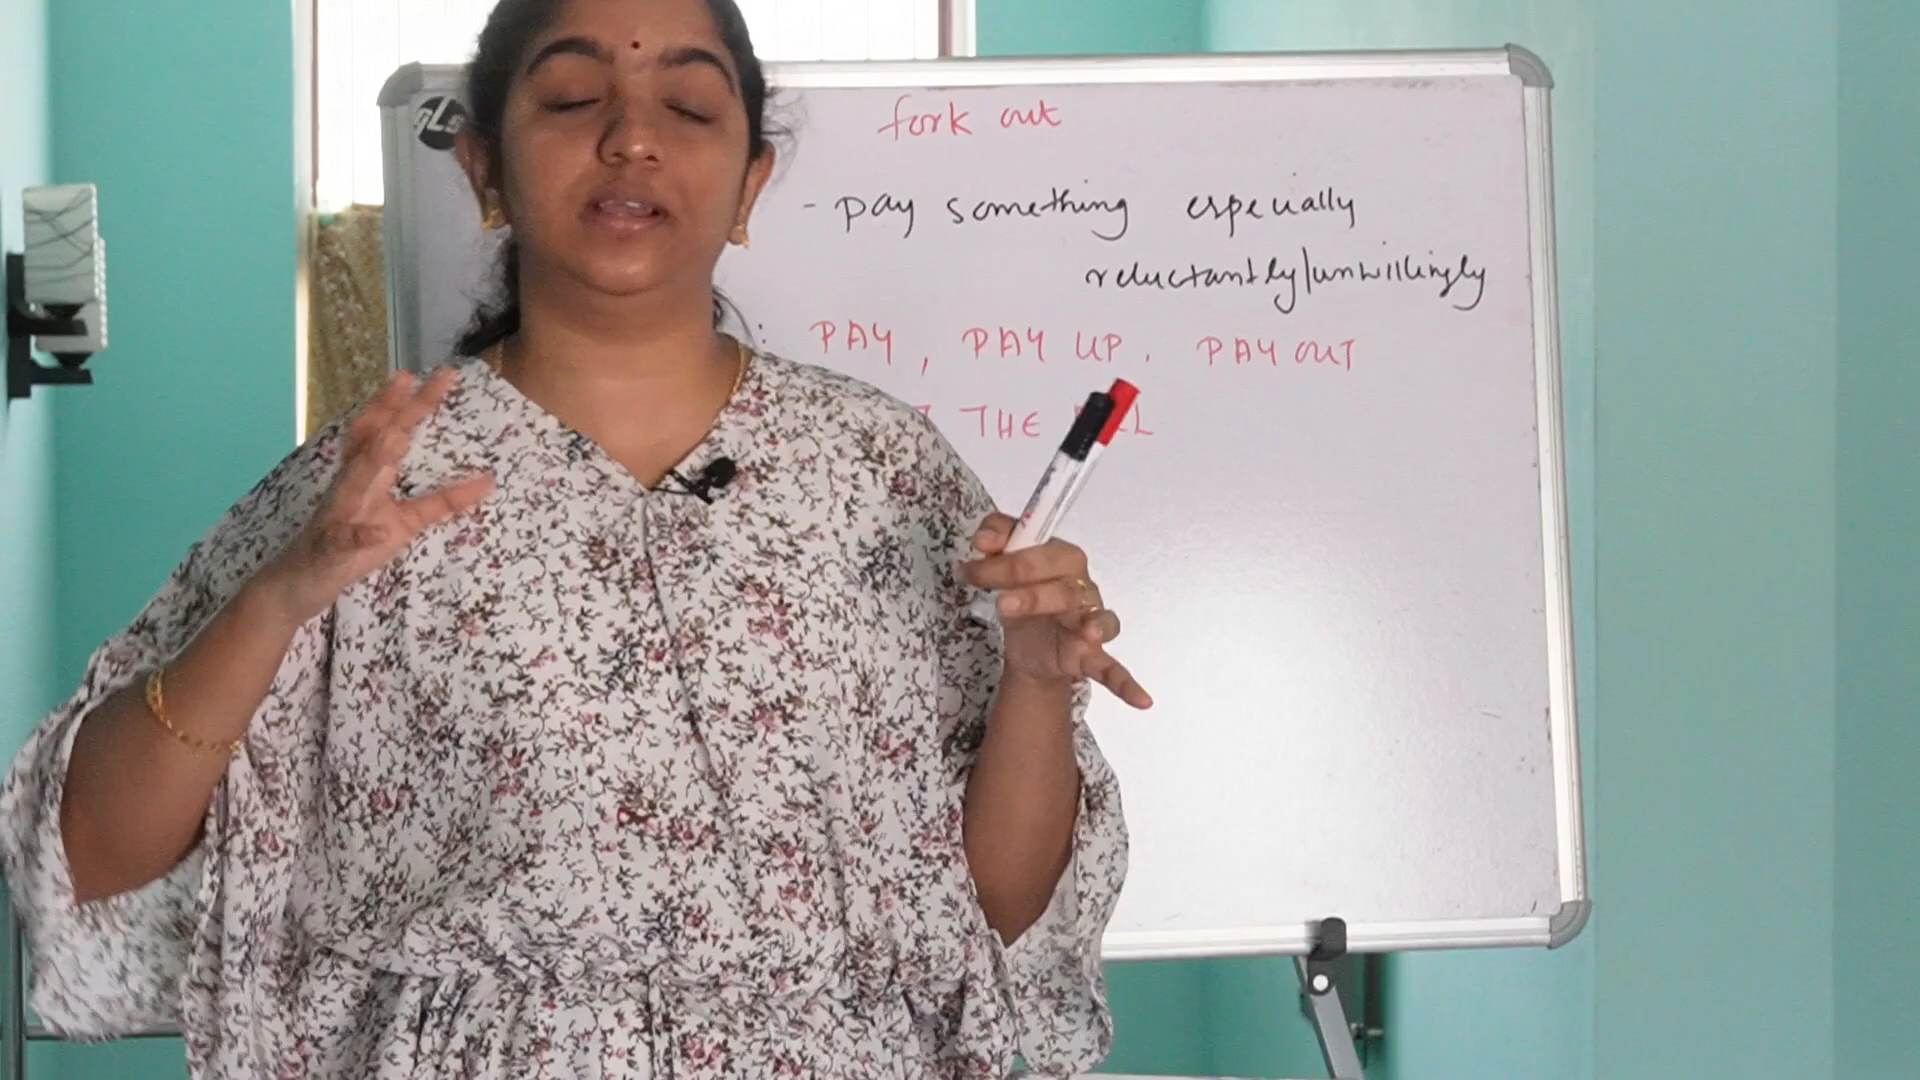 fork out
- pay something especially
reluctantly/unwillingly
: PAY, PAY UP, PAY OUT
THE